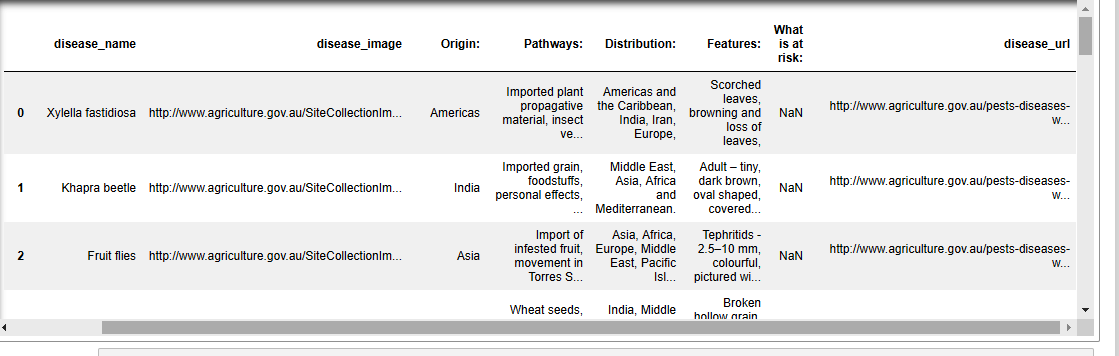 disease_name disease_image Origin: Pathways: Distribution: Features: What is at risk: disease_url
0 Xylella fastidiosa http://www.agriculture.gov.au/SiteCollectionIm... Americas Imported plant propagative material, insect ve... Americas and the Caribbean, India, Iran, Europe, Scorched leaves, browning and loss of leaves, NaN http://www.agriculture.gov.au/pests-diseases-w...
1 Khapra beetle http://www.agriculture.gov.au/SiteCollectionIm... India Imported grain, foodstuffs, personal effects, ... Middle East, Asia, Africa and Mediterranean. Adult – tiny, dark brown, oval shaped, covered... NaN http://www.agriculture.gov.au/pests-diseases-w...
2 Fruit flies http://www.agriculture.gov.au/SiteCollectionIm... Asia Import of infested fruit, movement in Torres S... Asia, Africa, Europe, Middle East, Pacific Isl... Tephritids - 2.5–10 mm, colourful, pictured wi... NaN http://www.agriculture.gov.au/pests-diseases-w...
Wheat seeds, India, Middle Broken hollow grain